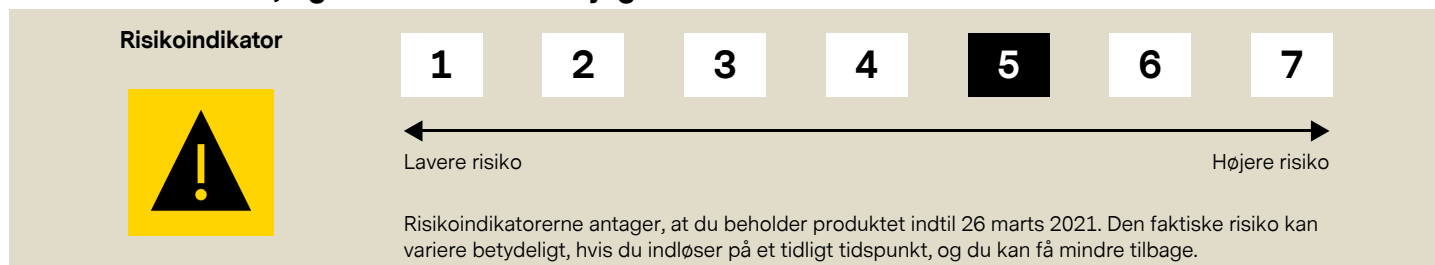 Risikoindikator
1 2 3 4 5 6 7
Lavere risiko Højere risiko
Risikoindikatorerne antager, at du beholder produktet indtil 26 marts 2021. Den faktiske risiko kan
variere betydeligt, hvis du indløser på et tidligt tidspunkt, og du kan få mindre tilbage.